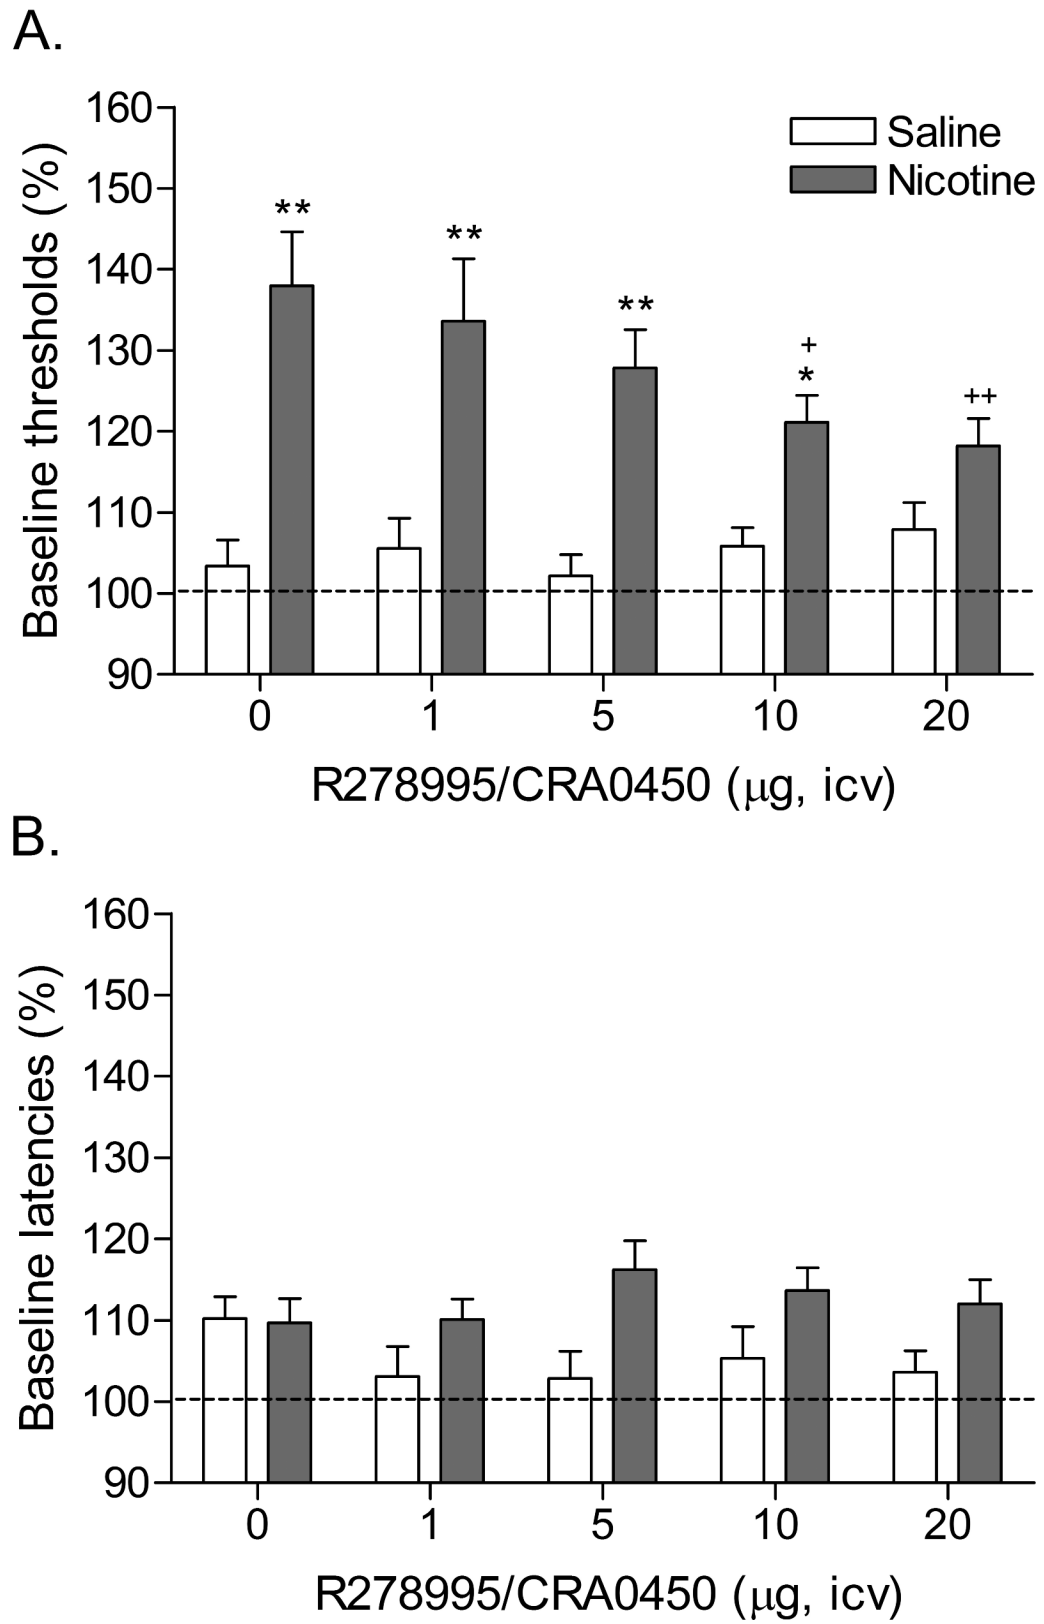 A.
Baseline thresholds (%)
160
150
140
130
120
110
100
90
Saline
Nicotine
**
**
**
+
*
++
0 1 5 10 20
R278995/CRA0450 (μg, icv)
B.
Baseline latencies (%)
160
150
140
130
120
110
100
90
0 1 5 10 20
R278995/CRA0450 (μg, icv)